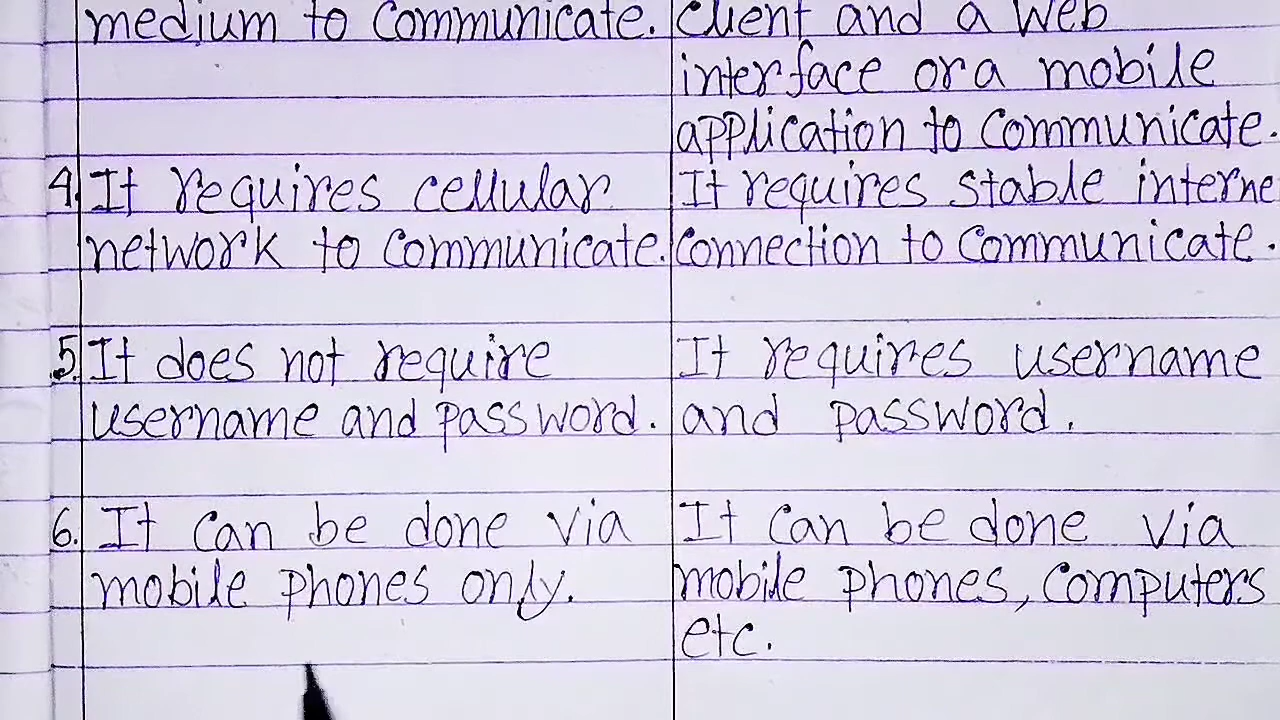 medium to communicate.
client and a web
interface or a mobile
application to communicate.
4. It requires cellular
network to communicate.
It requires stable interne
connection to communicate.
5. It does not require
username and password.
It requires username
and password.
6. It can be done via
mobile phones only.
It can be done via
mobile phones, computers
etc.